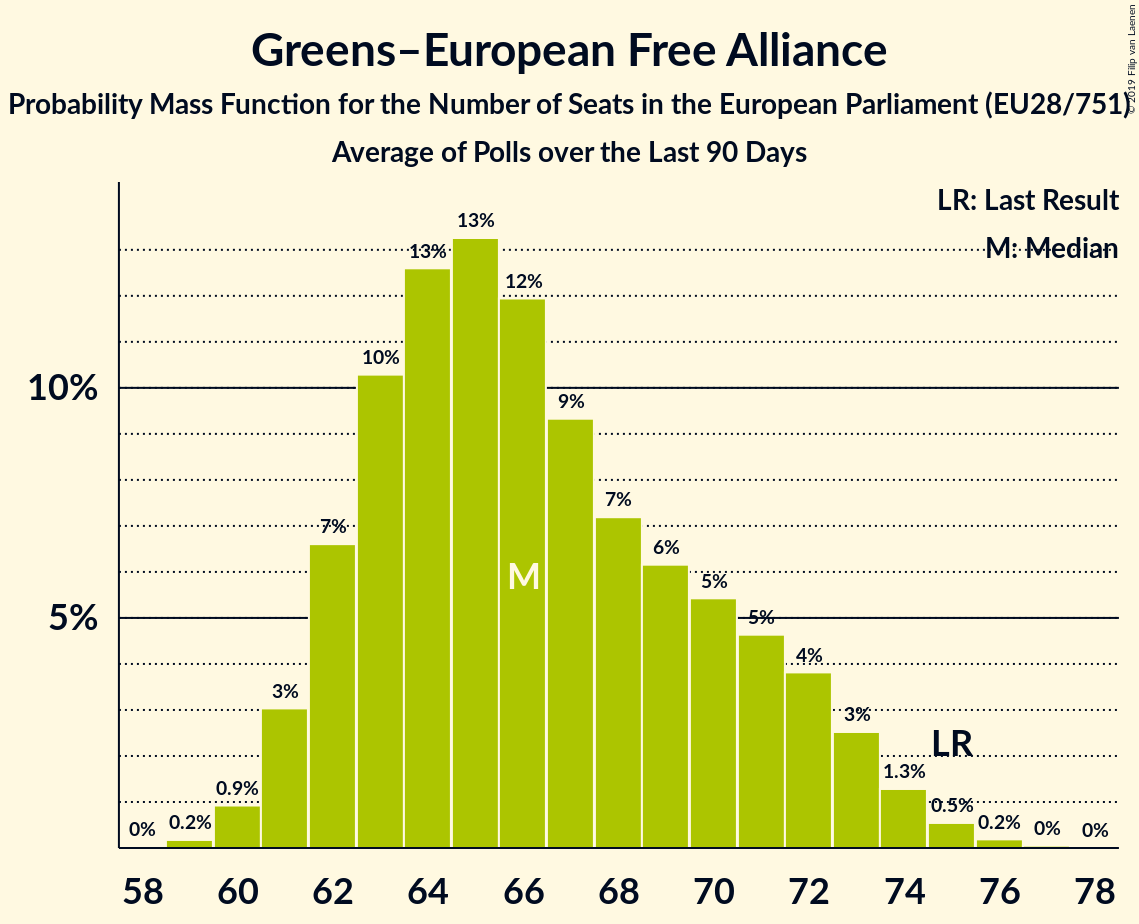 Greens–European Free Alliance
Probability Mass Function for the Number of Seats in the European Parliament (EU28/751)
Average of Polls over the Last 90 Days
© 2019 Filip van Laenen
LR: Last Result
M: Median
10%
5%
0%
0.2%
0.9%
3%
7%
10%
13%
13%
12%
9%
7%
6%
5%
5%
4%
3%
1.3%
0.5%
0.2%
0%
0%
M
LR
58 60 62 64 66 68 70 72 74 76 78